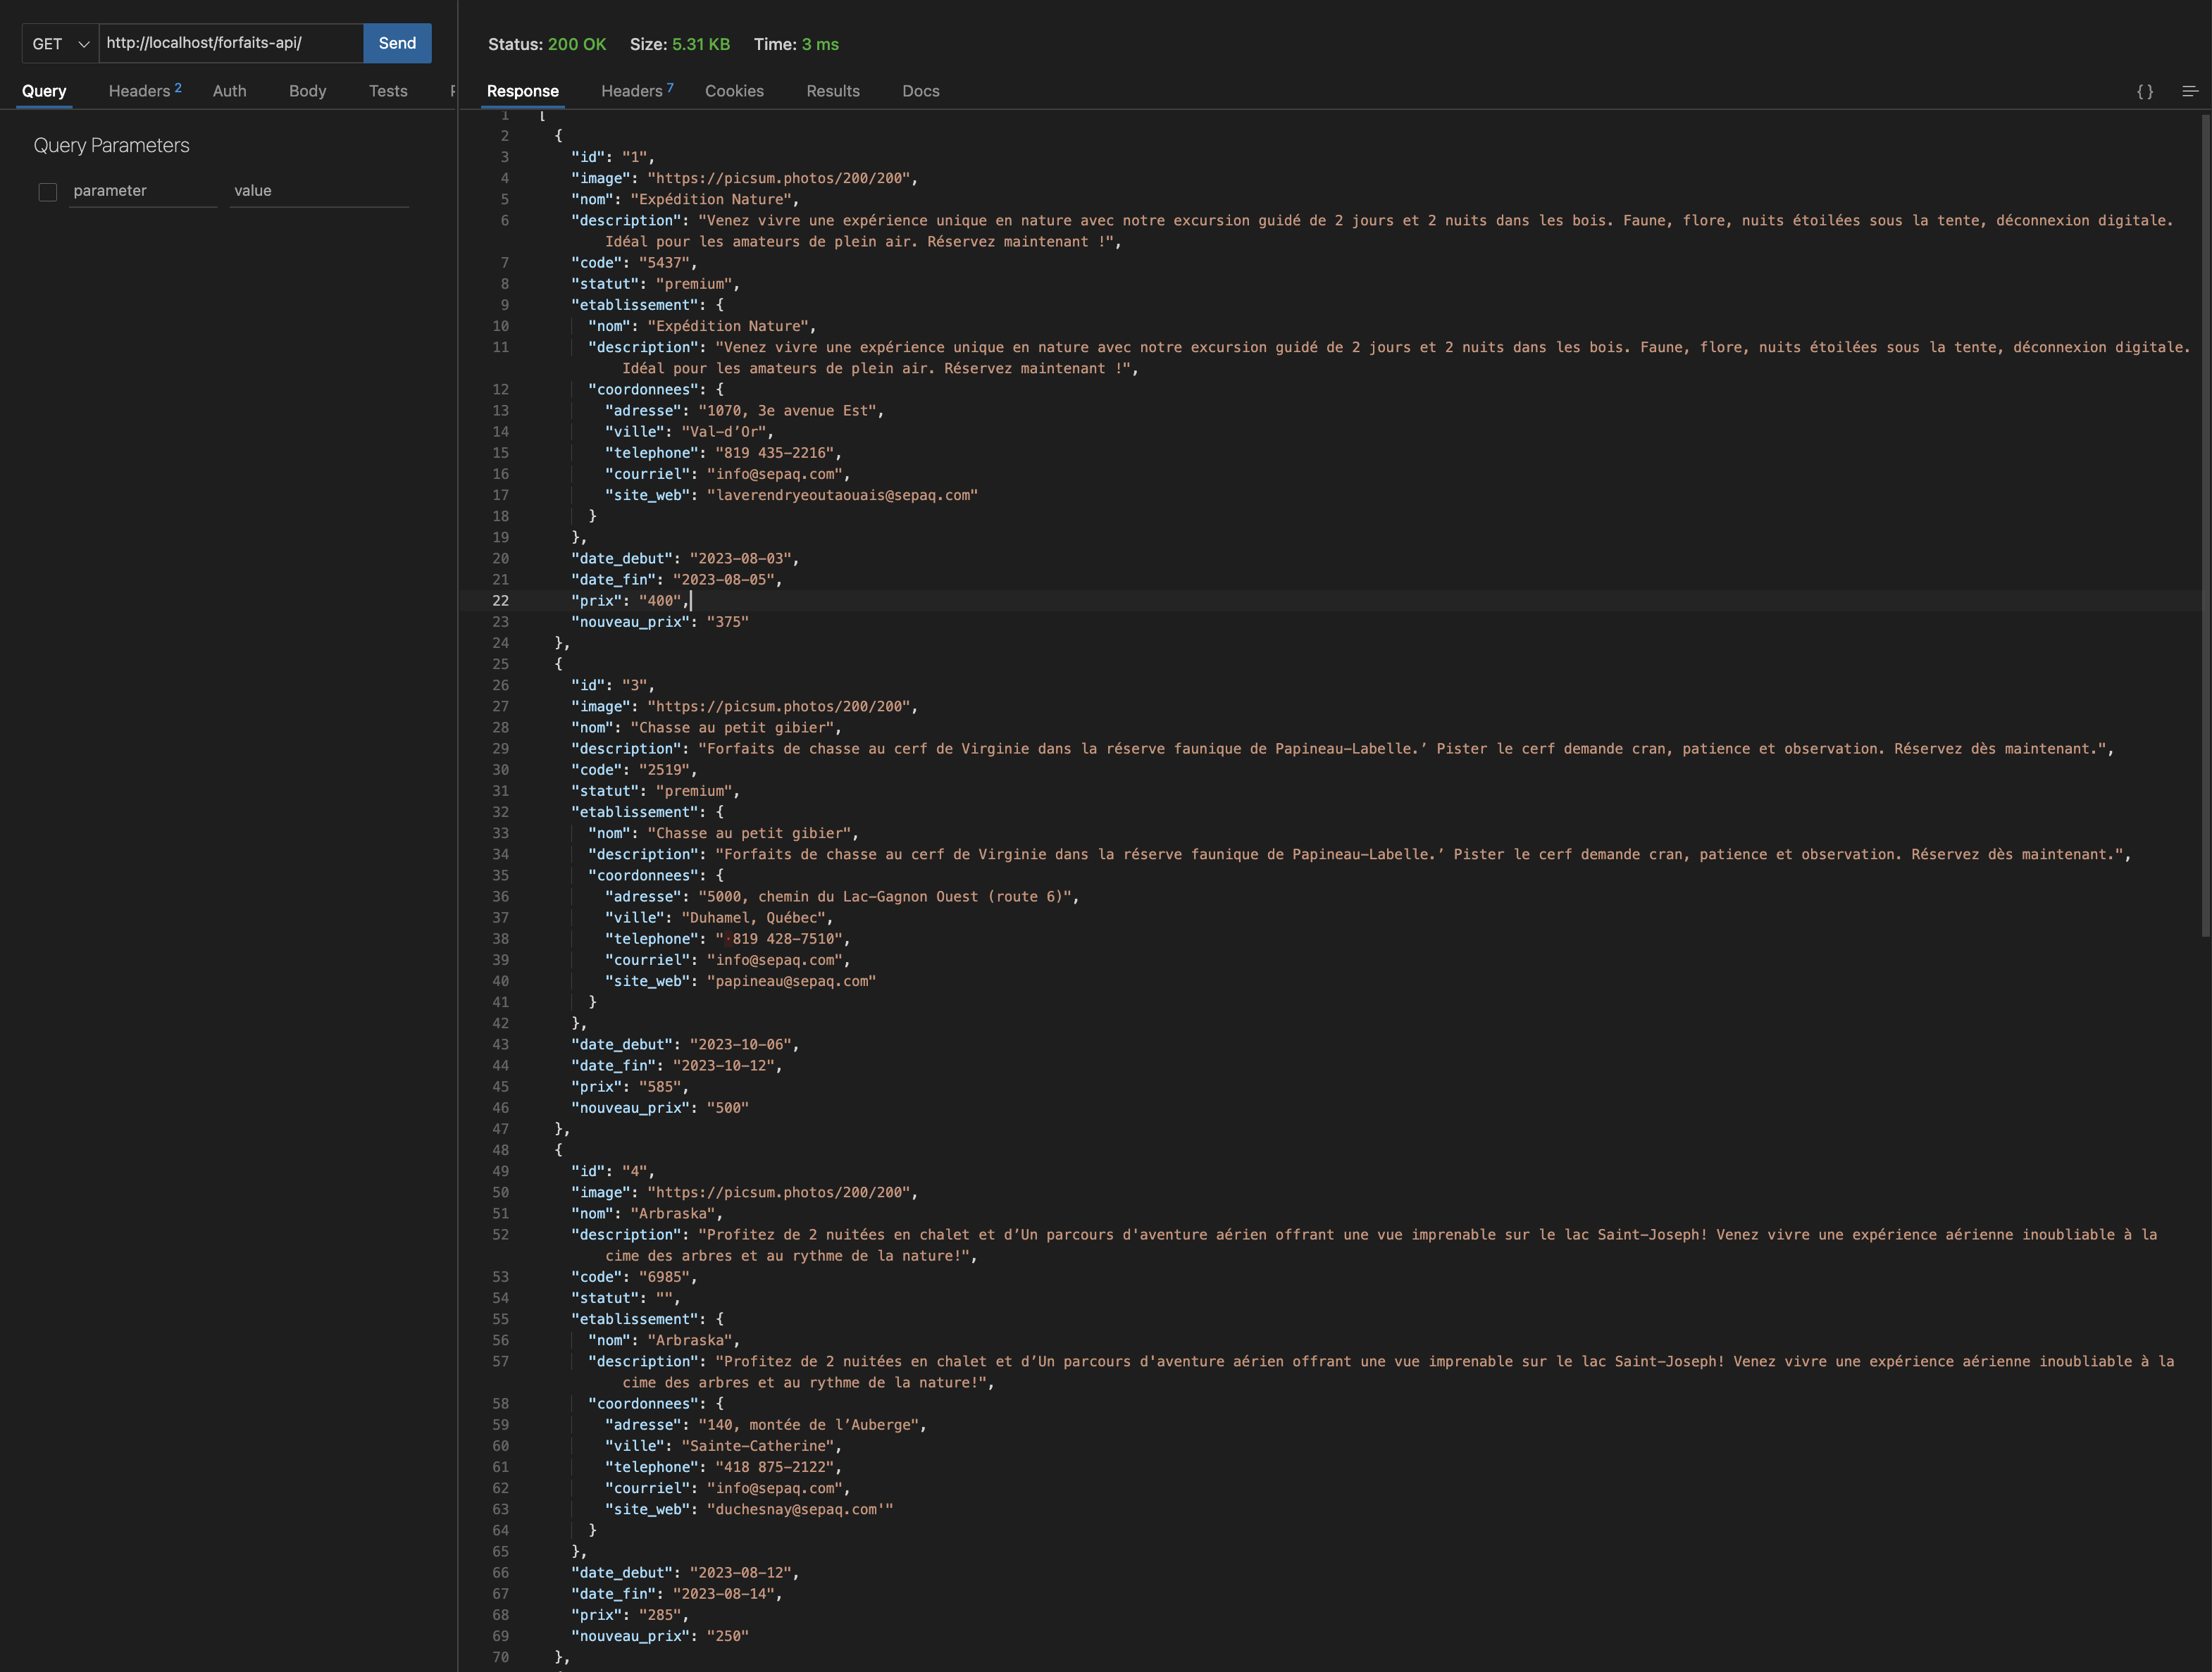 GET http://localhost/forfaits-api/ Send
Query Headers 2 Auth Body Tests
Query Parameters
parameter value
Status: 200 OK Size: 5.31 KB Time: 3 ms
Response Headers 7 Cookies Results Docs { }
1 [
2 {
3 "id": "1",
4 "image": "https://picsum.photos/200/200",
5 "nom": "Expédition Nature",
6 "description": "Venez vivre une expérience unique en nature avec notre excursion guidé de 2 jours et 2 nuits dans les bois. Faune, flore, nuits étoilées sous la tente, déconnexion digitale.
Idéal pour les amateurs de plein air. Réservez maintenant !",
7 "code": "5437",
8 "statut": "premium",
9 "etablissement": {
10 "nom": "Expédition Nature",
11 "description": "Venez vivre une expérience unique en nature avec notre excursion guidé de 2 jours et 2 nuits dans les bois. Faune, flore, nuits étoilées sous la tente, déconnexion digitale.
Idéal pour les amateurs de plein air. Réservez maintenant !",
12 "coordonnees": {
13 "adresse": "1070, 3e avenue Est",
14 "ville": "Val-d’Or",
15 "telephone": "819 435-2216",
16 "courriel": "info@sepaq.com",
17 "site_web": "laverendryeoutaouais@sepaq.com"
18 }
19 },
20 "date_debut": "2023-08-03",
21 "date_fin": "2023-08-05",
22 "prix": "400",
23 "nouveau_prix": "375"
24 },
25 {
26 "id": "3",
27 "image": "https://picsum.photos/200/200",
28 "nom": "Chasse au petit gibier",
29 "description": "Forfaits de chasse au cerf de Virginie dans la réserve faunique de Papineau-Labelle.’ Pister le cerf demande cran, patience et observation. Réservez dès maintenant.",
30 "code": "2519",
31 "statut": "premium",
32 "etablissement": {
33 "nom": "Chasse au petit gibier",
34 "description": "Forfaits de chasse au cerf de Virginie dans la réserve faunique de Papineau-Labelle.’ Pister le cerf demande cran, patience et observation. Réservez dès maintenant.",
35 "coordonnees": {
36 "adresse": "5000, chemin du Lac-Gagnon Ouest (route 6)",
37 "ville": "Duhamel, Québec",
38 "telephone": "·819 428-7510",
39 "courriel": "info@sepaq.com",
40 "site_web": "papineau@sepaq.com"
41 }
42 },
43 "date_debut": "2023-10-06",
44 "date_fin": "2023-10-12",
45 "prix": "585",
46 "nouveau_prix": "500"
47 },
48 {
49 "id": "4",
50 "image": "https://picsum.photos/200/200",
51 "nom": "Arbraska",
52 "description": "Profitez de 2 nuitées en chalet et d’Un parcours d'aventure aérien offrant une vue imprenable sur le lac Saint-Joseph! Venez vivre une expérience aérienne inoubliable à la
cime des arbres et au rythme de la nature!",
53 "code": "6985",
54 "statut": "",
55 "etablissement": {
56 "nom": "Arbraska",
57 "description": "Profitez de 2 nuitées en chalet et d’Un parcours d'aventure aérien offrant une vue imprenable sur le lac Saint-Joseph! Venez vivre une expérience aérienne inoubliable à la
cime des arbres et au rythme de la nature!",
58 "coordonnees": {
59 "adresse": "140, montée de l’Auberge",
60 "ville": "Sainte-Catherine",
61 "telephone": "418 875-2122",
62 "courriel": "info@sepaq.com",
63 "site_web": "duchesnay@sepaq.com'"
64 }
65 },
66 "date_debut": "2023-08-12",
67 "date_fin": "2023-08-14",
68 "prix": "285",
69 "nouveau_prix": "250"
70 },